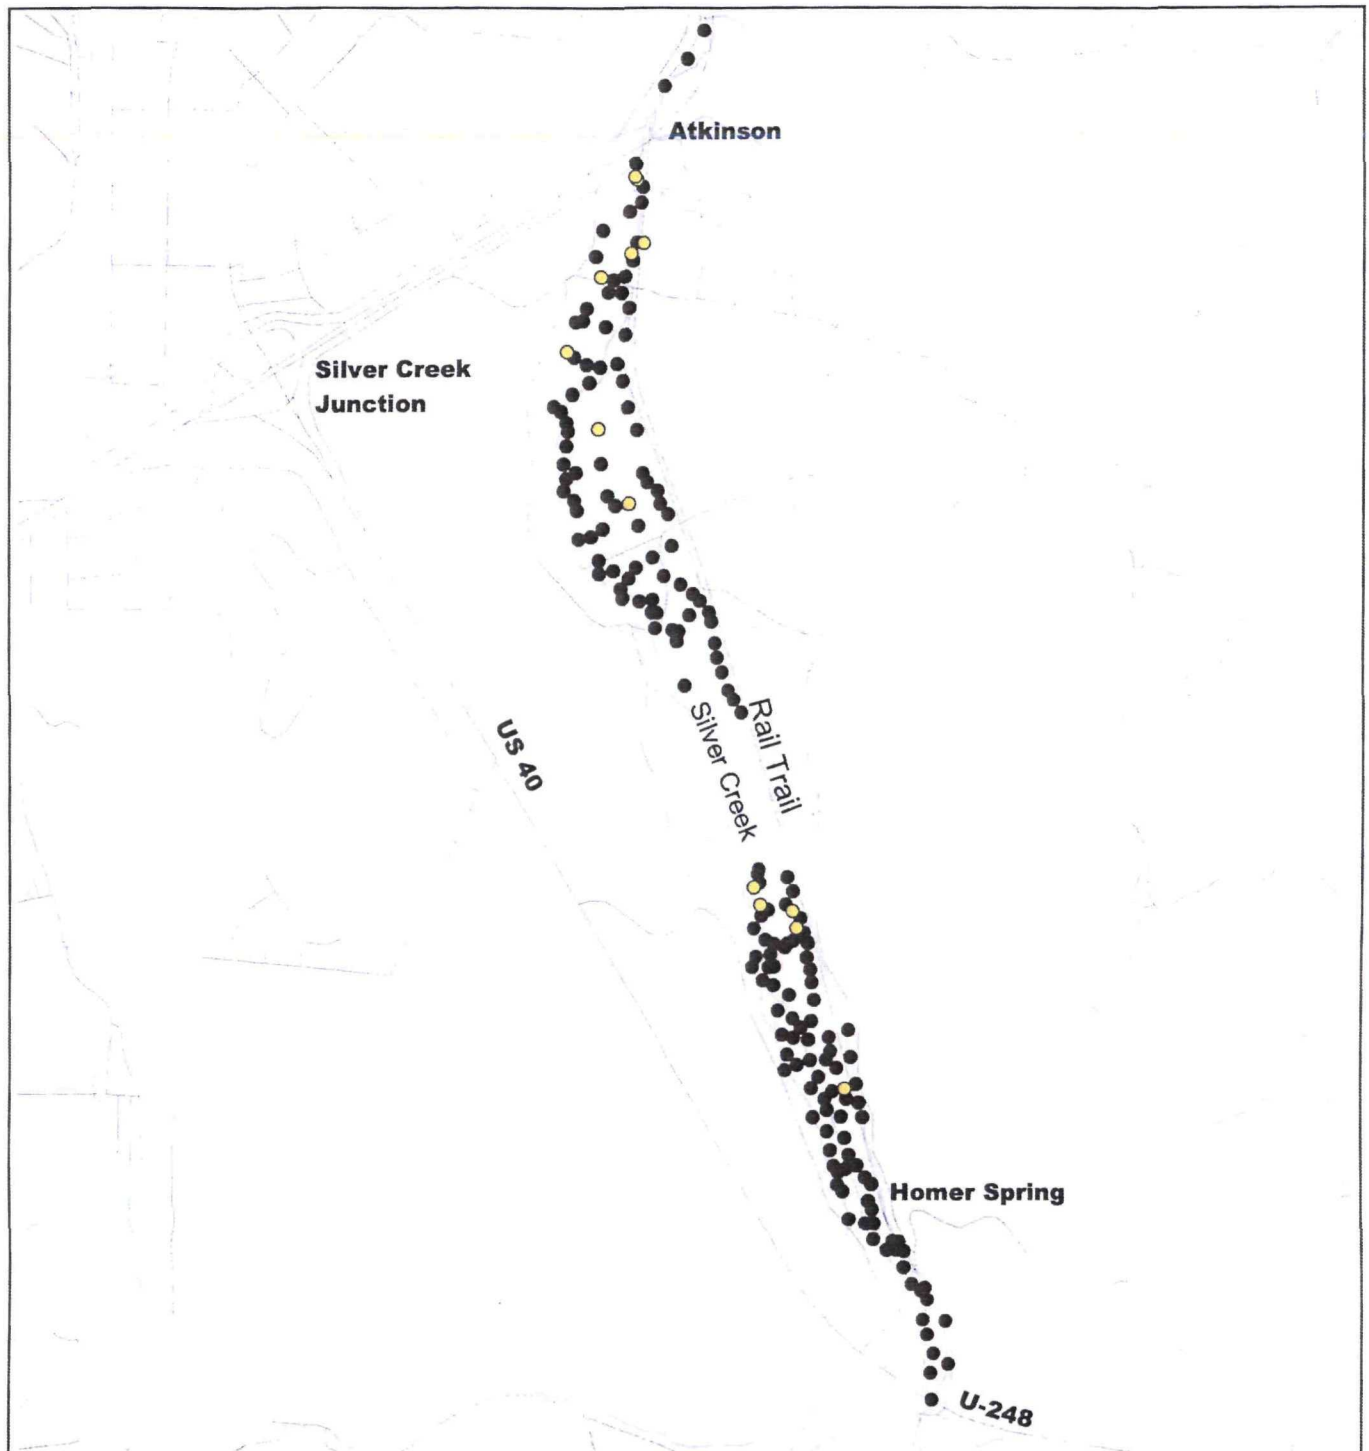 Atkinson
Silver Creek
Junction
US 40
Silver Creek
Rail Trail
Homer Spring
U-248